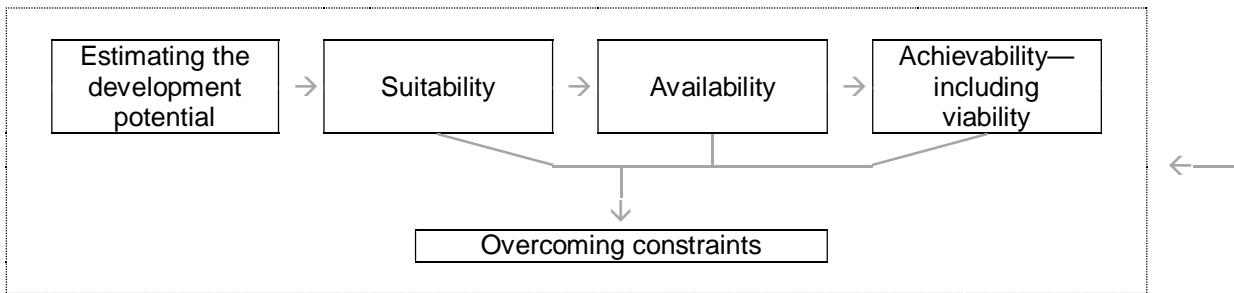 Estimating the
development
potential
Suitability
Availability
Achievability—
including
viability
Overcoming constraints